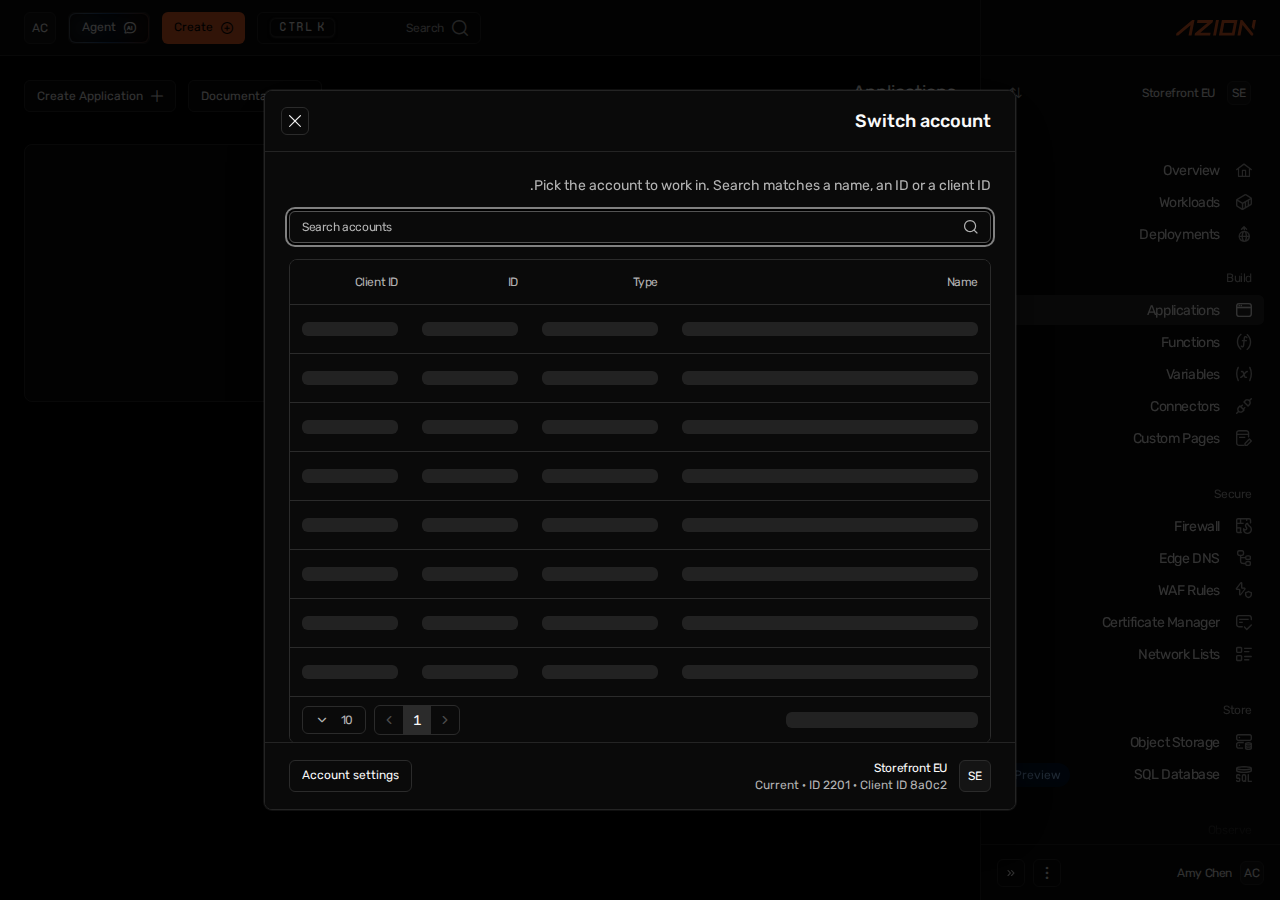 AC
Agent
Create
CTRL K
Search
AZION
Create Application
Documenta
Applications
Storefront EU
SE
Overview
Workloads
Deployments
Build
Applications
Functions
Variables
Connectors
Custom Pages
Secure
Firewall
Edge DNS
WAF Rules
Certificate Manager
Network Lists
Store
Object Storage
SQL Database
Preview
Observe
Amy Chen
AC
Switch account
.Pick the account to work in. Search matches a name, an ID or a client ID
Search accounts
Client ID
ID
Type
Name
10
1
Account settings
Storefront EU
Current • ID 2201 • Client ID 8a0c2
SE